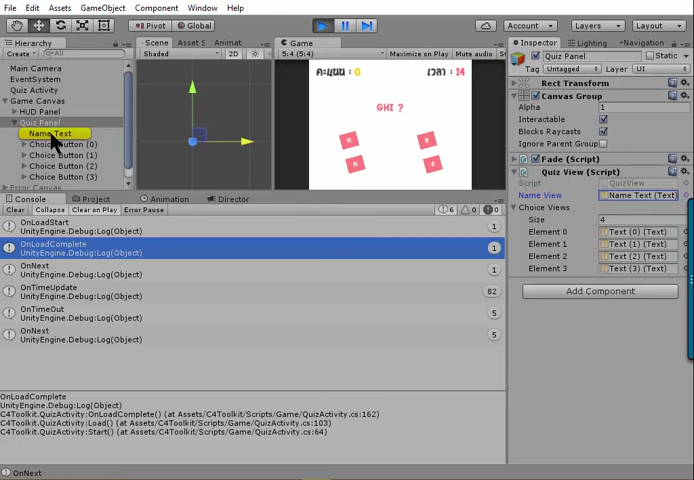 File Edit Assets GameObject Component Window Help
Pivot Global Account Layers Layout
Hierarchy
Create All
Main Camera
EventSystem
Quiz Activity
Game Canvas
HUD Panel
Quiz Panel
Name Text
Choice Button (0)
Choice Button (1)
Choice Button (2)
Choice Button (3)
Error Canvas
Scene Asset S Animat
Shaded 2D
Game
5:4 (5:4) Maximize on Play Mute audio
คะแนน : 0 เวลา : 14
GHI ?
Inspector Lighting Navigation
Quiz Panel Static
Tag Untagged Layer UI
Rect Transform
Canvas Group
Alpha 1
Interactable
Blocks Raycasts
Ignore Parent Group
Fade (Script)
Quiz View (Script)
Script QuizView
Name View Name Text (Text)
Choice Views
Size 4
Element 0 Text (0) (Text)
Element 1 Text (1) (Text)
Element 2 Text (2) (Text)
Element 3 Text (3) (Text)
Add Component
Console Project Animation Director
Clear Collapse Clear on Play Error Pause 6 0 0
OnLoadStart
UnityEngine.Debug:Log(Object) 1
OnLoadComplete
UnityEngine.Debug:Log(Object) 1
OnNext
UnityEngine.Debug:Log(Object) 1
OnTimeUpdate
UnityEngine.Debug:Log(Object) 82
OnTimeOut
UnityEngine.Debug:Log(Object) 5
OnNext
UnityEngine.Debug:Log(Object) 5
OnLoadComplete
UnityEngine.Debug:Log(Object)
C4Toolkit.QuizActivity:OnLoadComplete() (at Assets/C4Toolkit/Scripts/Game/QuizActivity.cs:162)
C4Toolkit.QuizActivity:Load() (at Assets/C4Toolkit/Scripts/Game/QuizActivity.cs:103)
C4Toolkit.QuizActivity:Start() (at Assets/C4Toolkit/Scripts/Game/QuizActivity.cs:64)
OnNext